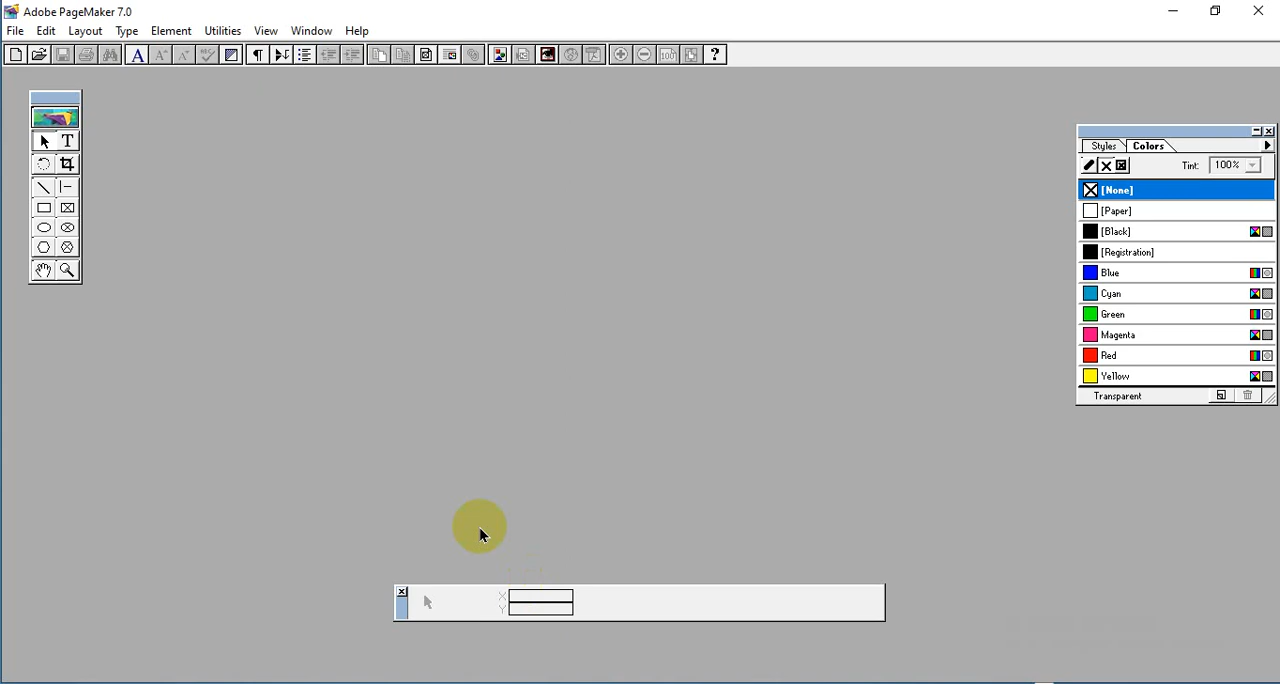 Adobe PageMaker 7.0
File Edit Layout Type Element Utilities View Window Help
Styles Colors
Tint: 100%
[None]
[Paper]
[Black]
[Registration]
Blue
Cyan
Green
Magenta
Red
Yellow
Transparent
X
Y